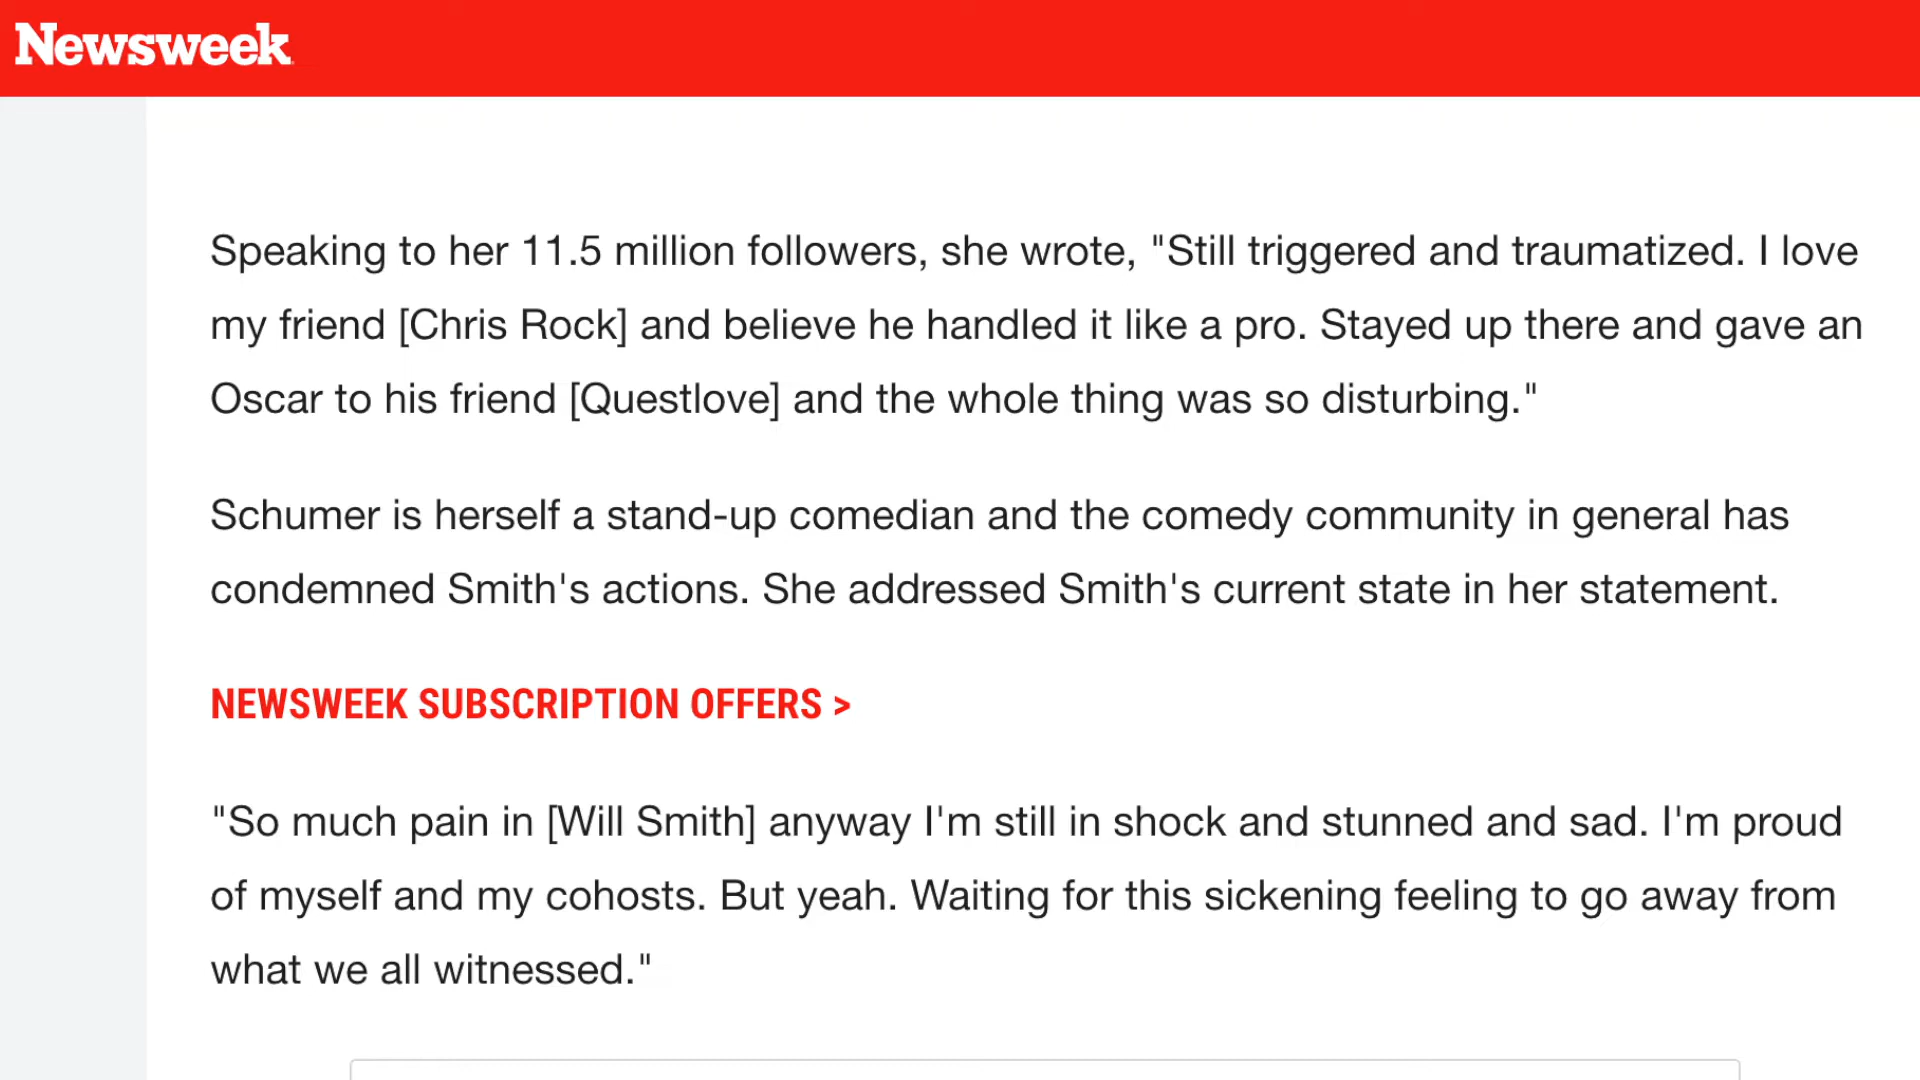 Newsweek
Speaking to her 11.5 million followers, she wrote, "Still triggered and traumatized. I love
my friend [Chris Rock] and believe he handled it like a pro. Stayed up there and gave an
Oscar to his friend [Questlove] and the whole thing was so disturbing."
Schumer is herself a stand-up comedian and the comedy community in general has
condemned Smith's actions. She addressed Smith's current state in her statement.
NEWSWEEK SUBSCRIPTION OFFERS >
"So much pain in [Will Smith] anyway I'm still in shock and stunned and sad. I'm proud
of myself and my cohosts. But yeah. Waiting for this sickening feeling to go away from
what we all witnessed."